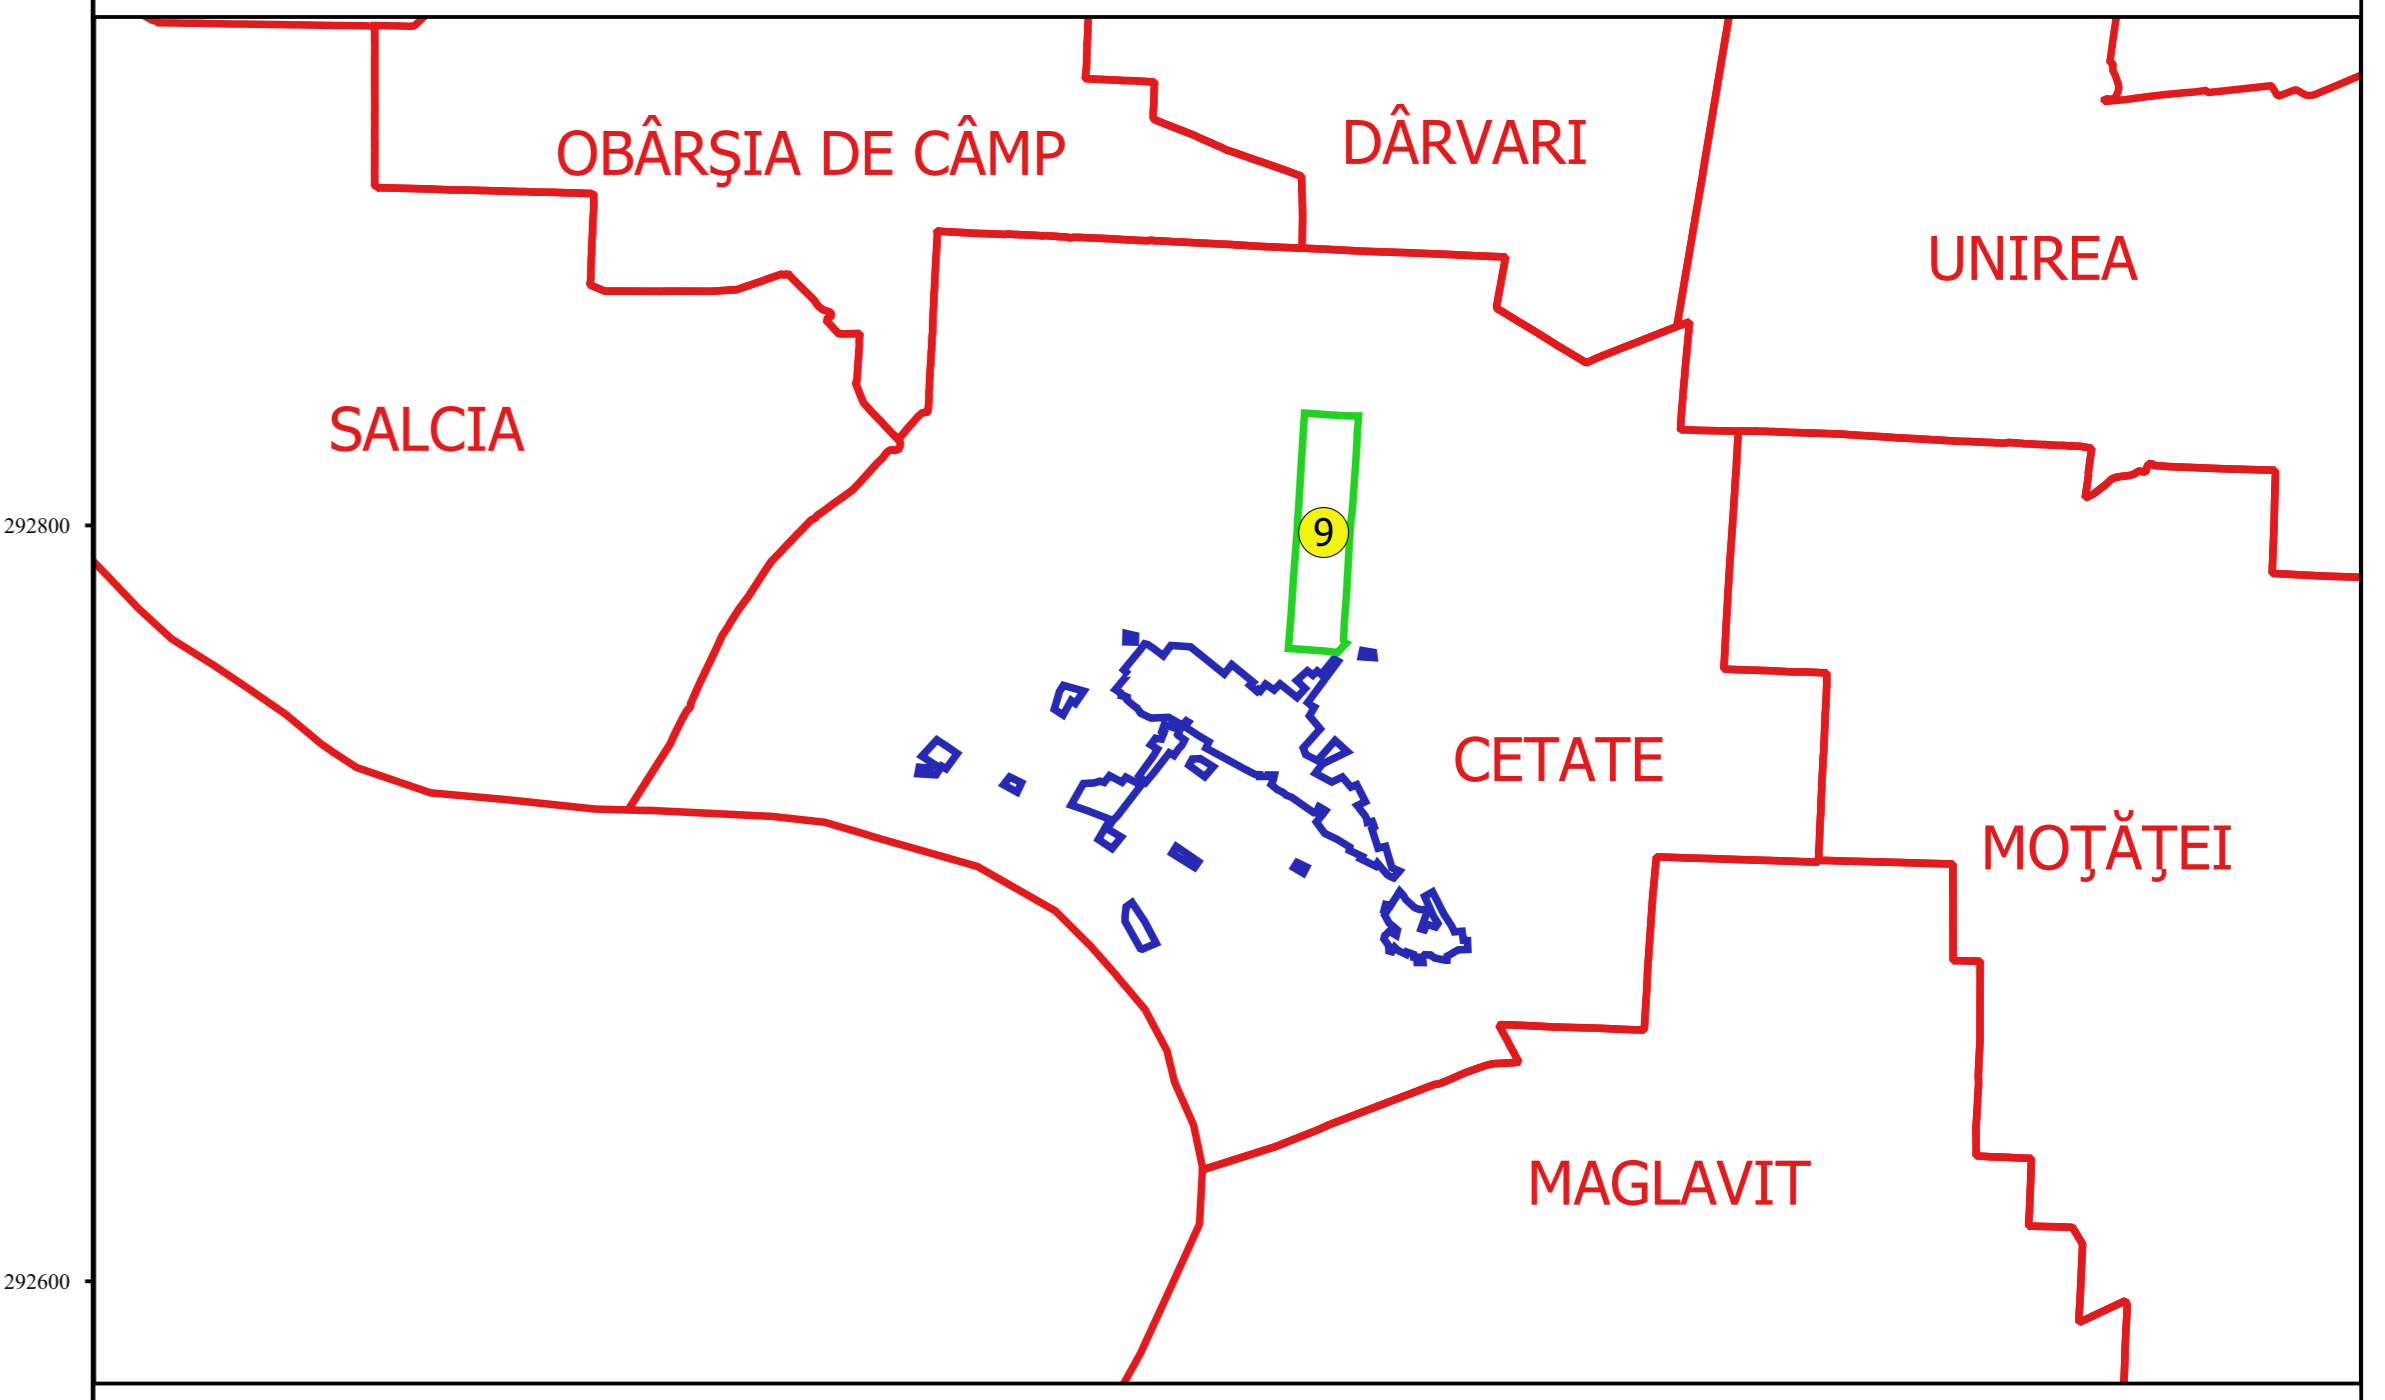 DÂRVARI
OBÂRŞIA DE CÂMP
UNIREA
SALCIA
292800
9
CETATE
MOŢĂŢEI
MAGLAVIT
292600